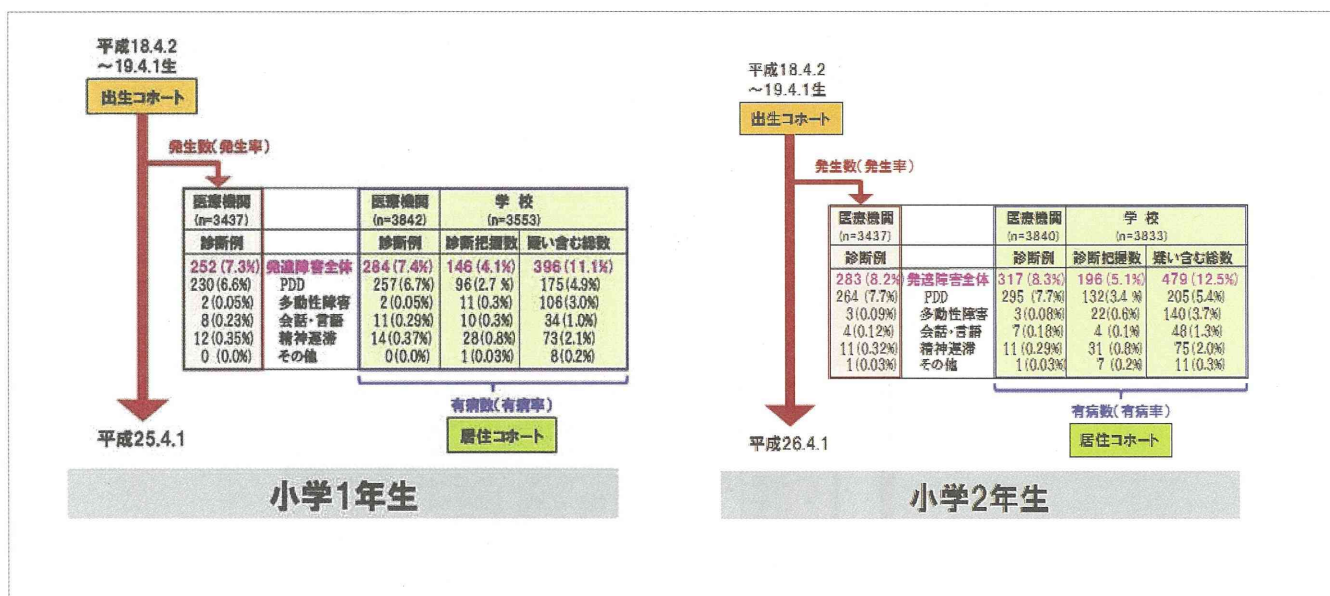 平成18.4.2
～19.4.1生
出生コホート
発生数(発生率)
医療機関 医療機関 学 校
(n=3437) (n=3842) (n=3553)
診断例 診断例 診断把握数 疑い含む総数
252 (7.3%) 発達障害全体 284 (7.4%) 146 (4.1%) 396 (11.1%)
230(6.6%) PDD 257(6.7%) 96(2.7 %) 175(4.9%)
2(0.05%) 多動性障害 2(0.05%) 11(0.3%) 106(3.0%)
8(0.23%) 会話・言語 11(0.29%) 10(0.3%) 34(1.0%)
12(0.35%) 精神遅滞 14(0.37%) 28(0.8%) 73(2.1%)
0 (0.0%) その他 0(0.0%) 1(0.03%) 8(0.2%)
有病数(有病率)
居住コホート
平成25.4.1
小学1年生
平成18.4.2
～19.4.1生
出生コホート
発生数(発生率)
医療機関 医療機関 学 校
(n=3437) (n=3840) (n=3833)
診断例 診断例 診断把握数 疑い含む総数
283 (8.2%) 発達障害全体 317 (8.3%) 196 (5.1%) 479 (12.5%)
264 (7.7%) PDD 295 (7.7%) 132(3.4 %) 205(5.4%)
3(0.09%) 多動性障害 3(0.08%) 22(0.6%) 140(3.7%)
4(0.12%) 会話・言語 7(0.18%) 4 (0.1%) 48(1.3%)
11(0.32%) 精神遅滞 11(0.29%) 31 (0.8%) 75(2.0%)
1(0.03%) その他 1(0.03%) 7 (0.2%) 11(0.3%)
有病数(有病率)
居住コホート
平成26.4.1
小学2年生